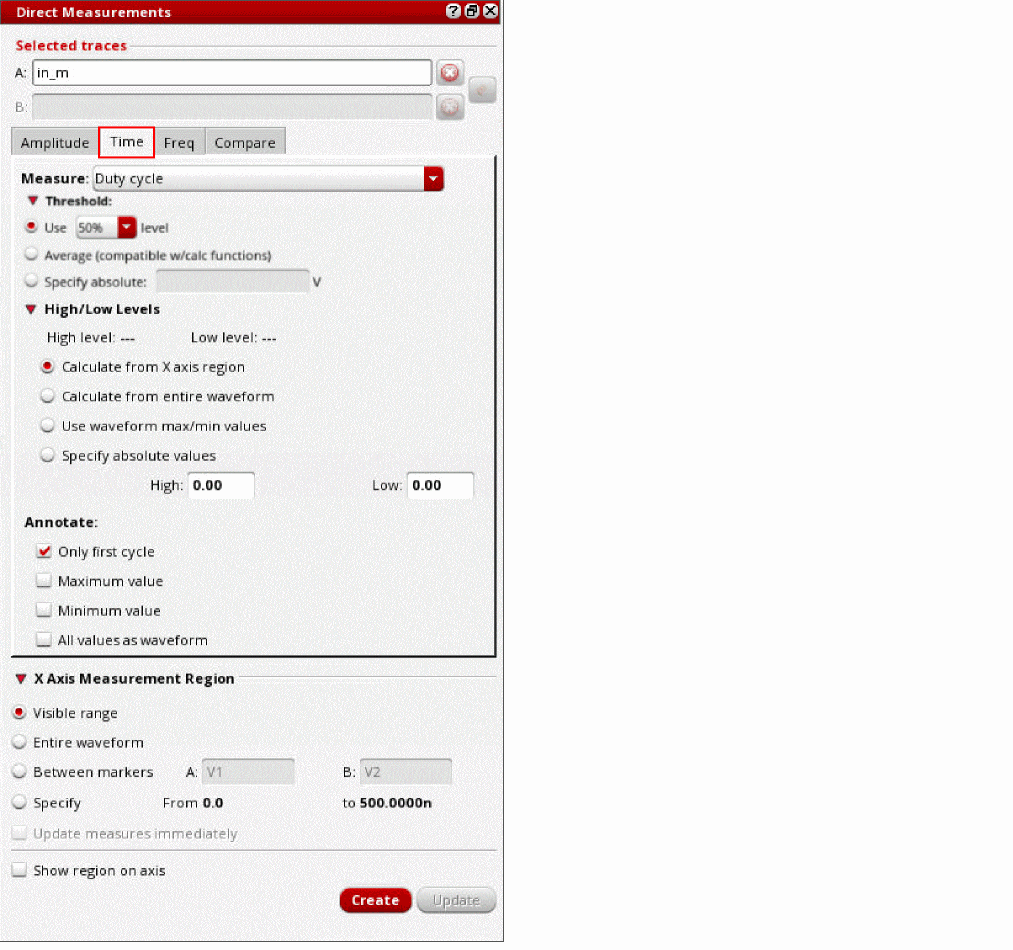 Direct Measurements
Selected traces
A: in_m
B:
Amplitude Time Freq Compare
Measure: Duty cycle
Threshold:
Use 50% level
Average (compatible w/calc functions)
Specify absolute: V
High/Low Levels
High level: --- Low level: ---
Calculate from X axis region
Calculate from entire waveform
Use waveform max/min values
Specify absolute values
High: 0.00 Low: 0.00
Annotate:
Only first cycle
Maximum value
Minimum value
All values as waveform
X Axis Measurement Region
Visible range
Entire waveform
Between markers A: V1 B: V2
Specify From 0.0 to 500.0000n
Update measures immediately
Show region on axis
Create Update